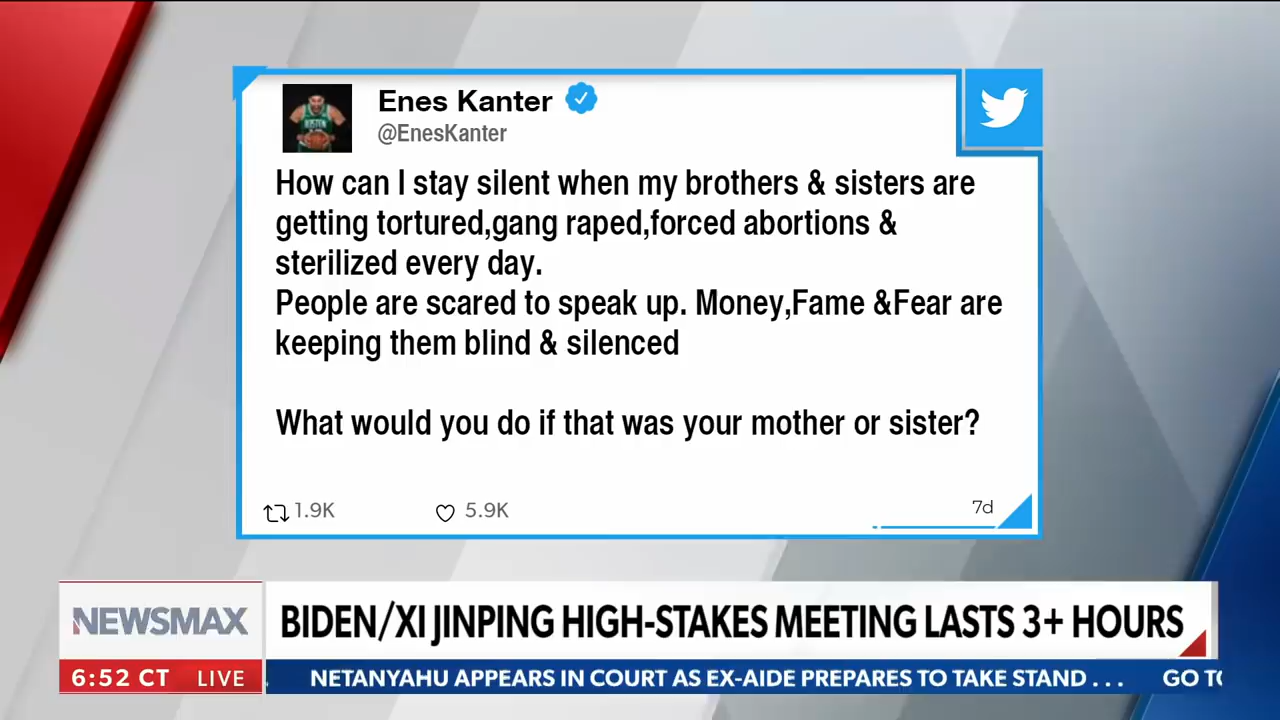 Enes Kanter
@EnesKanter
How can I stay silent when my brothers & sisters are
getting tortured,gang raped,forced abortions &
sterilized every day.
People are scared to speak up. Money,Fame &Fear are
keeping them blind & silenced
What would you do if that was your mother or sister?
1.9K 5.9K 7d
NEWSMAX
BIDEN/XI JINPING HIGH-STAKES MEETING LASTS 3+ HOURS
6:52 CT LIVE
NETANYAHU APPEARS IN COURT AS EX-AIDE PREPARES TO TAKE STAND . . . GO TO